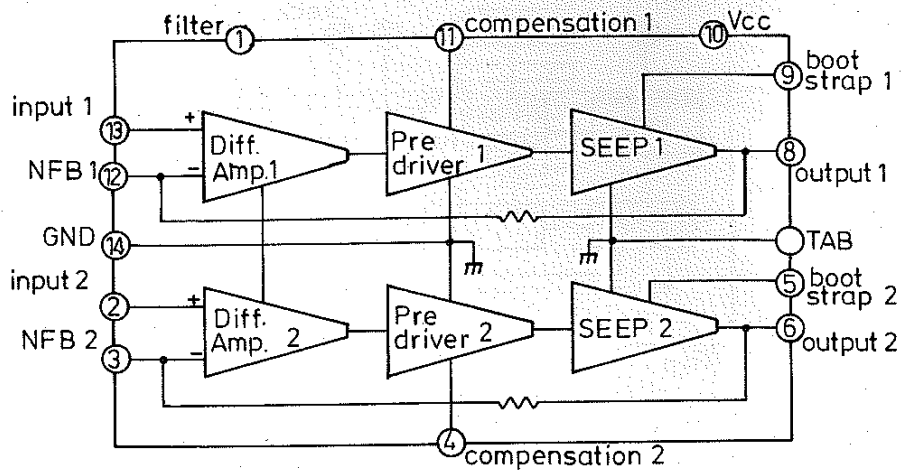 filter 1
11 compensation 1
10 Vcc
9 boot
strap 1
input 1
13 +
Diff.
Amp.1
Pre
driver 1
SEEP 1
8
output 1
NFB 1
12 −
GND
14
TAB
input 2
2 +
Diff.
Amp. 2
Pre
driver 2
SEEP 2
5 boot
strap 2
6
output 2
NFB 2
3 −
4
compensation 2